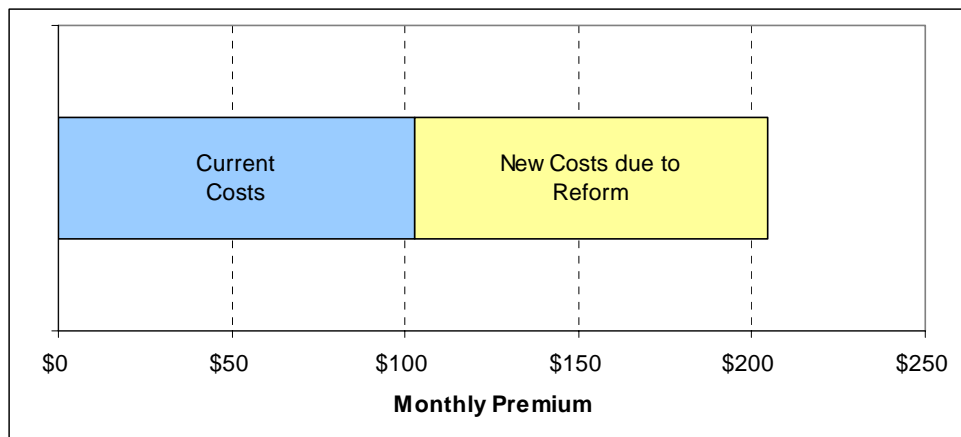 Current
Costs
New Costs due to
Reform
$0
$50
$100
$150
$200
$250
Monthly Premium